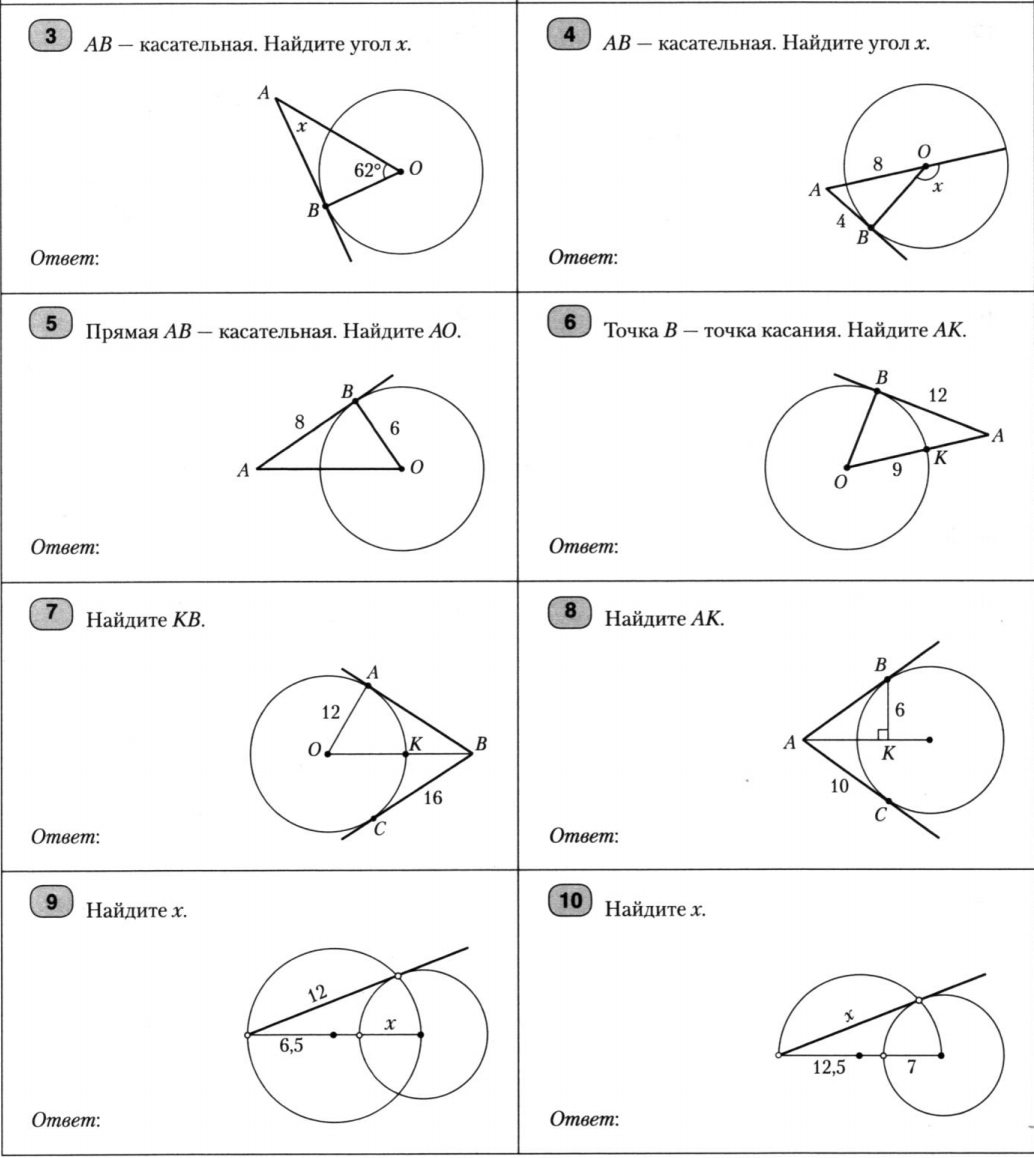 3 AB — касательная. Найдите угол x.
A
x
62°
O
B
Ответ:
4 AB — касательная. Найдите угол x.
O
8
A
x
4
B
Ответ:
5 Прямая AB — касательная. Найдите AO.
B
8
6
A
O
Ответ:
6 Точка B — точка касания. Найдите AK.
B
12
A
K
9
O
Ответ:
7 Найдите KB.
A
12
O
K
B
16
C
Ответ:
8 Найдите AK.
B
6
A
K
10
C
Ответ:
9 Найдите x.
12
x
6,5
Ответ:
10 Найдите x.
x
12,5
7
Ответ: